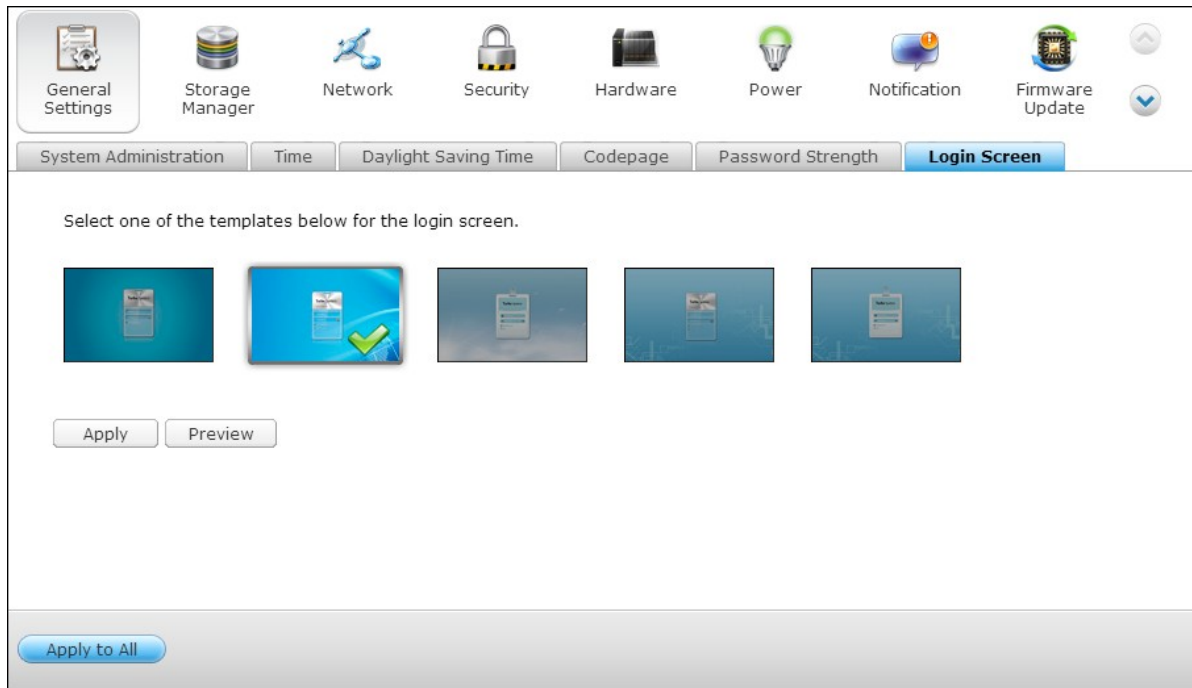 General
Settings
Storage
Manager
Network
Security
Hardware
Power
Notification
Firmware
Update
System Administration
Time
Daylight Saving Time
Codepage
Password Strength
Login Screen
Select one of the templates below for the login screen.
Apply
Preview
Apply to All